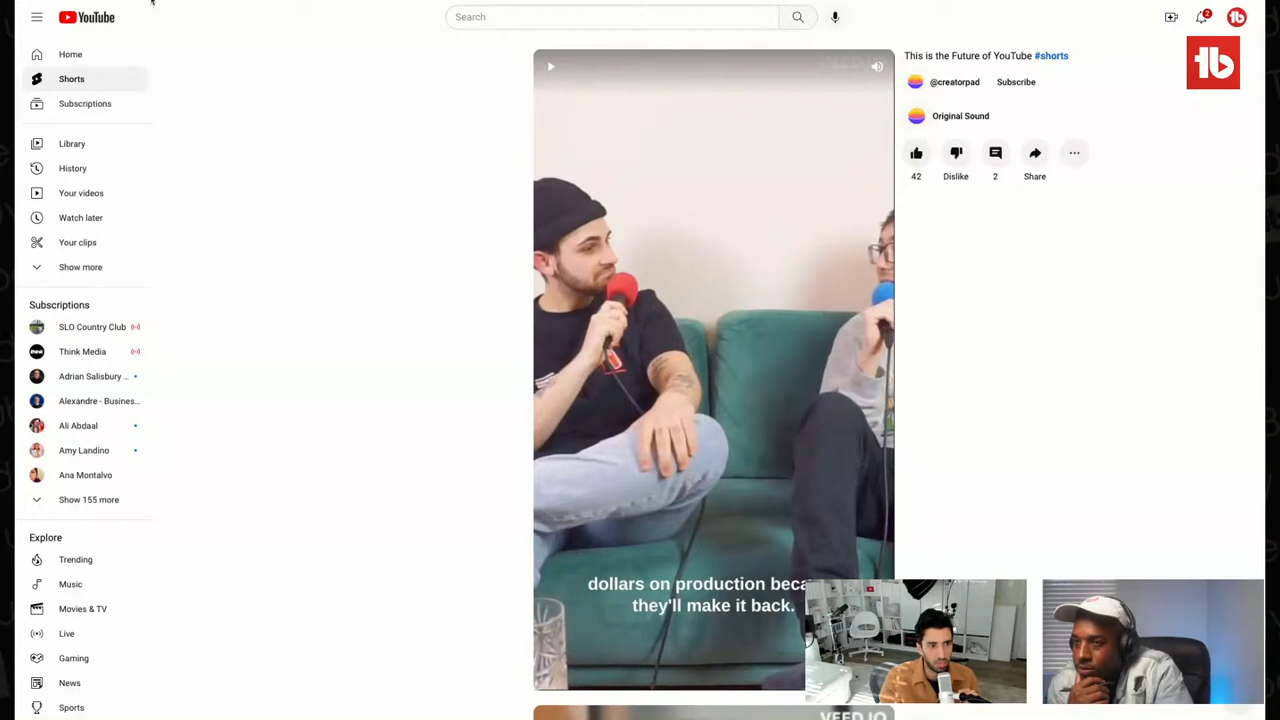 YouTube
Search
2
Home
Shorts
Subscriptions
Library
History
Your videos
Watch later
Your clips
Show more
Subscriptions
SLO Country Club
Think Media
Adrian Salisbury ...
Alexandre - Busines...
Ali Abdaal
Amy Landino
Ana Montalvo
Show 155 more
Explore
Trending
Music
Movies & TV
Live
Gaming
News
Sports
VEED.IO
dollars on production beca
they'll make it back.
VEED.IO
This is the Future of YouTube #shorts
@creatorpad Subscribe
Original Sound
42 Dislike 2 Share